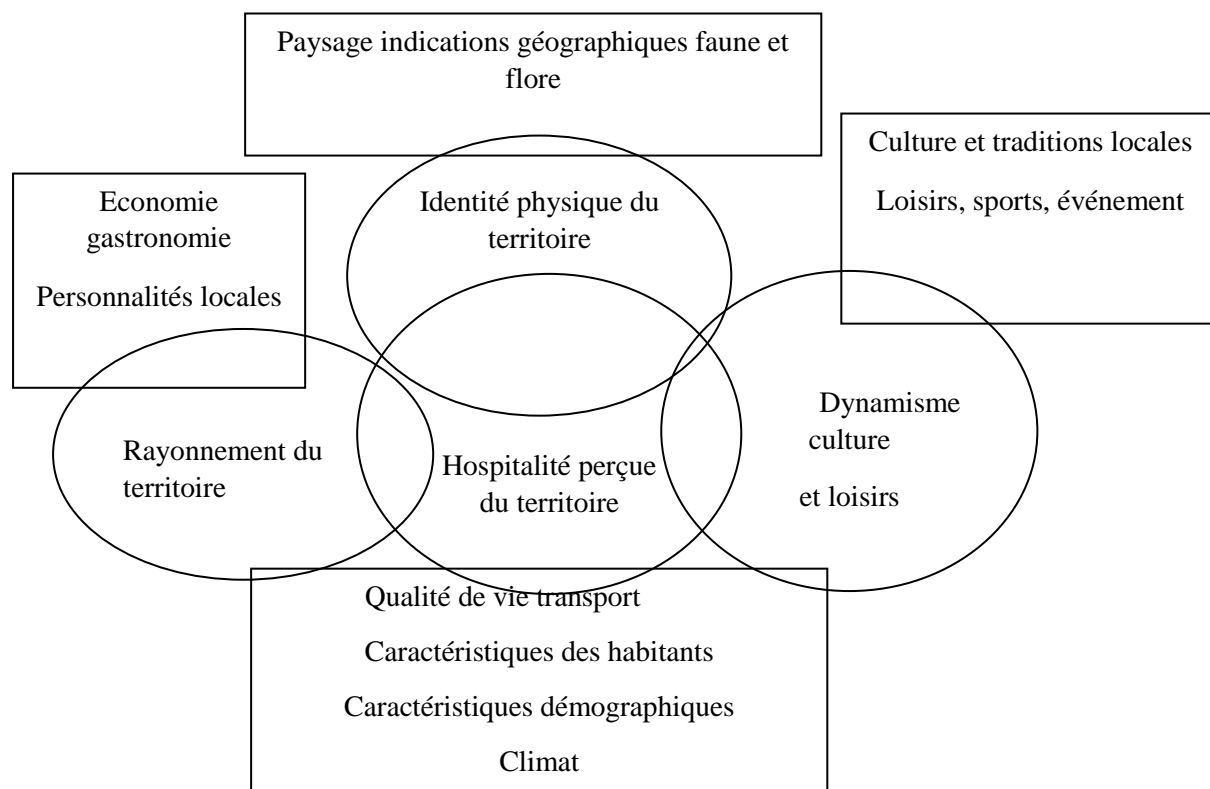 Paysage indications géographiques faune et
flore
Culture et traditions locales
Loisirs, sports, événement
Economie
gastronomie
Personnalités locales
Identité physique du
territoire
Rayonnement du
territoire
Hospitalité perçue
du territoire
Dynamisme
culture
et loisirs
Qualité de vie transport
Caractéristiques des habitants
Caractéristiques démographiques
Climat